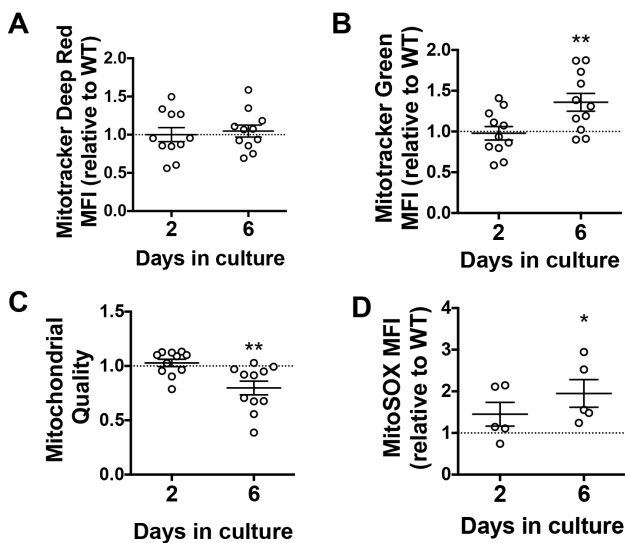 A
Mitotracker Deep Red
MFI (relative to WT)
2.0
1.5
1.0
0.5
0.0
2
6
Days in culture
B
Mitotracker Green
MFI (relative to WT)
2.0
1.5
1.0
0.5
0.0
**
2
6
Days in culture
C
Mitochondrial
Quality
1.5
1.0
0.5
0.0
**
2
6
Days in culture
D
MitoSOX MFI
(relative to WT)
4
3
2
1
0
*
2
6
Days in culture